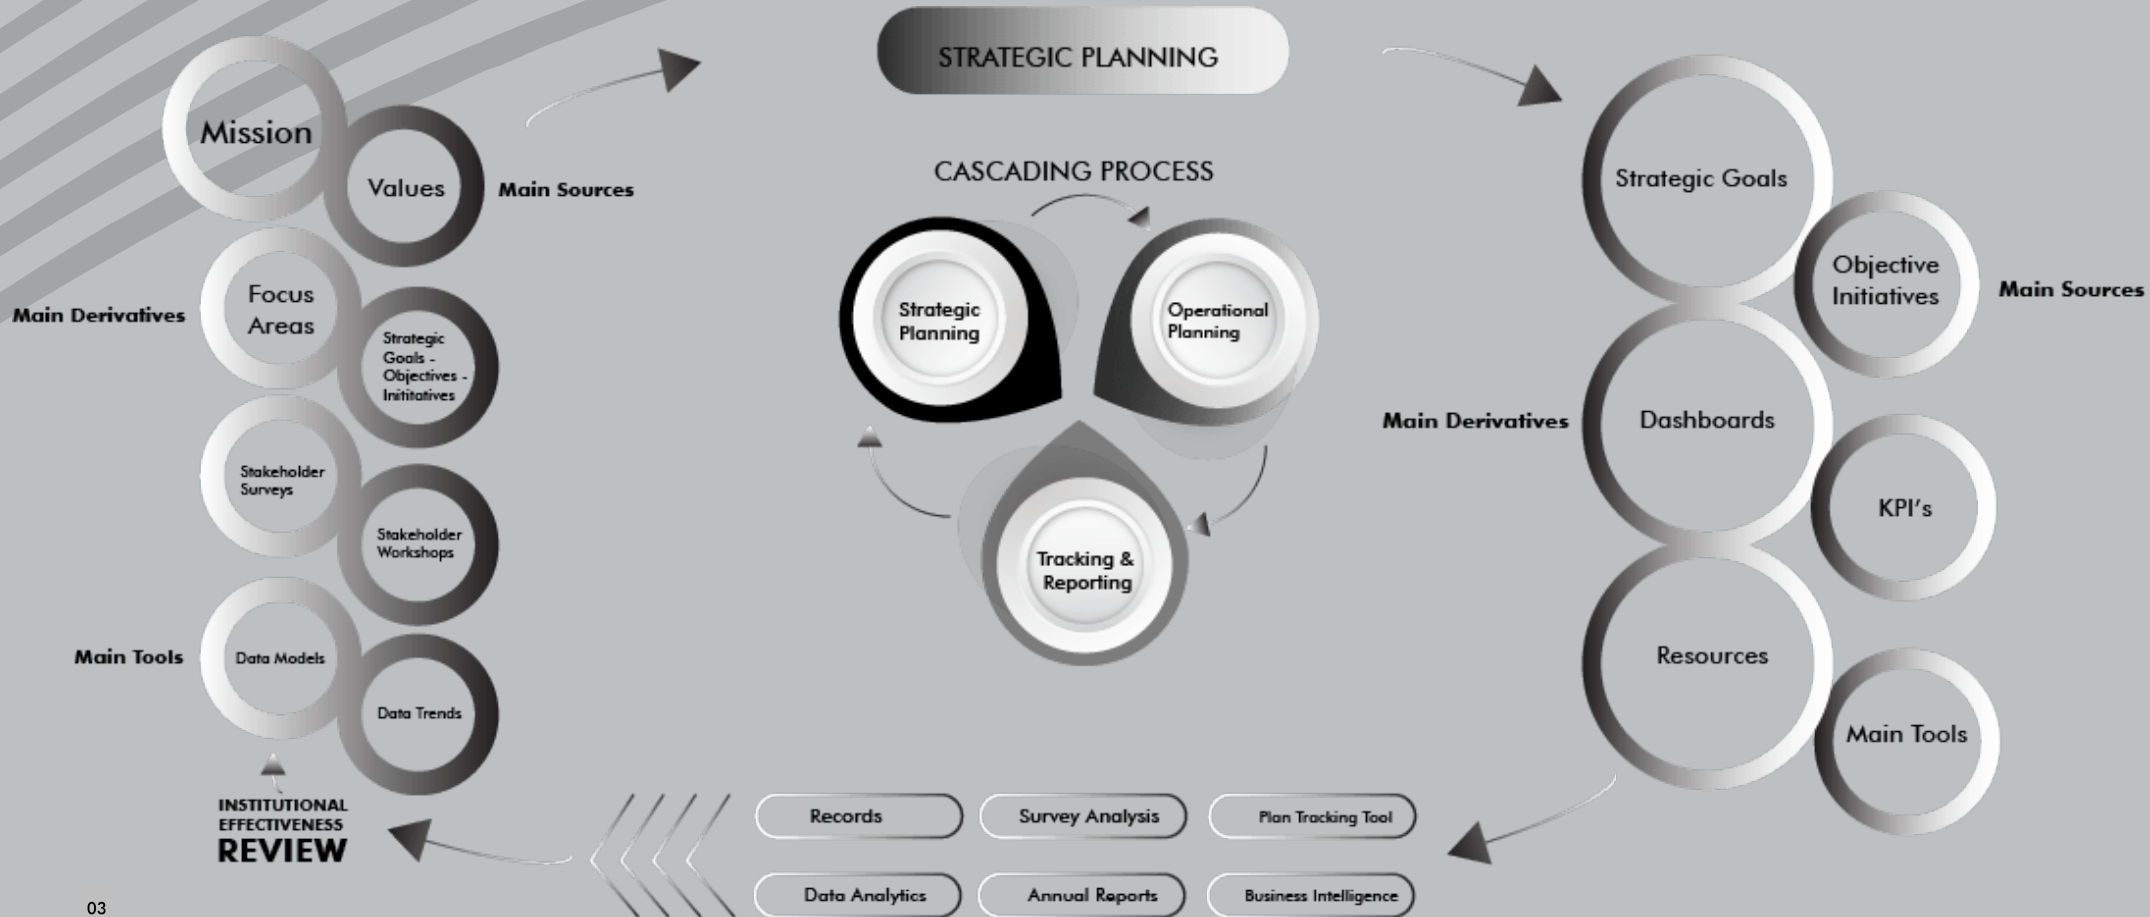 STRATEGIC PLANNING
Mission
Values
Main Sources
Main Derivatives
Focus
Areas
Strategic
Goals -
Objectives -
Inititatives
Stakeholder
Surveys
Stakeholder
Workshops
Main Tools
Data Models
Data Trends
INSTITUTIONAL
EFFECTIVENESS
REVIEW
CASCADING PROCESS
Strategic
Planning
Operational
Planning
Tracking &
Reporting
Strategic Goals
Objective
Initiatives
Main Sources
Main Derivatives
Dashboards
KPI's
Resources
Main Tools
Records
Survey Analysis
Plan Tracking Tool
Data Analytics
Annual Reports
Business Intelligence
03